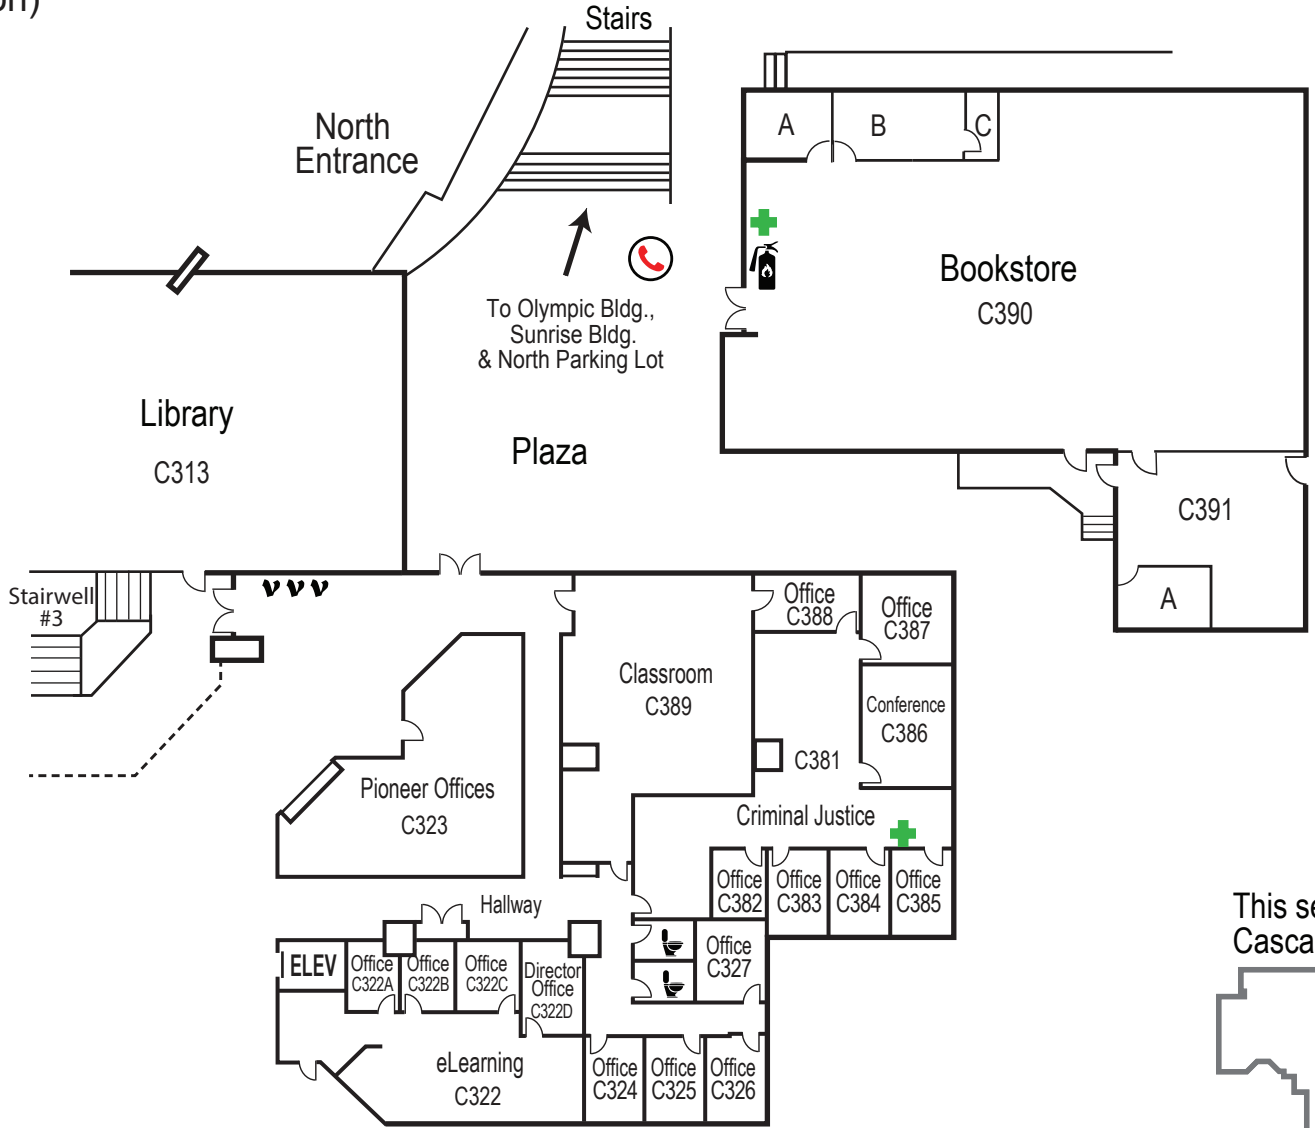 Stairs
North
Entrance
A
B
C
Bookstore
C390
To Olympic Bldg.,
Sunrise Bldg.
& North Parking Lot
Library
C313
Plaza
C391
A
Stairwell
#3
Office
C388
Office
C387
Classroom
C389
Conference
C386
C381
Pioneer Offices
C323
Criminal Justice
Office
C382
Office
C383
Office
C384
Office
C385
Hallway
ELEV
Office
C322A
Office
C322B
Office
C322C
Director
Office
C322D
Office
C327
eLearning
C322
Office
C324
Office
C325
Office
C326
This se
Casca